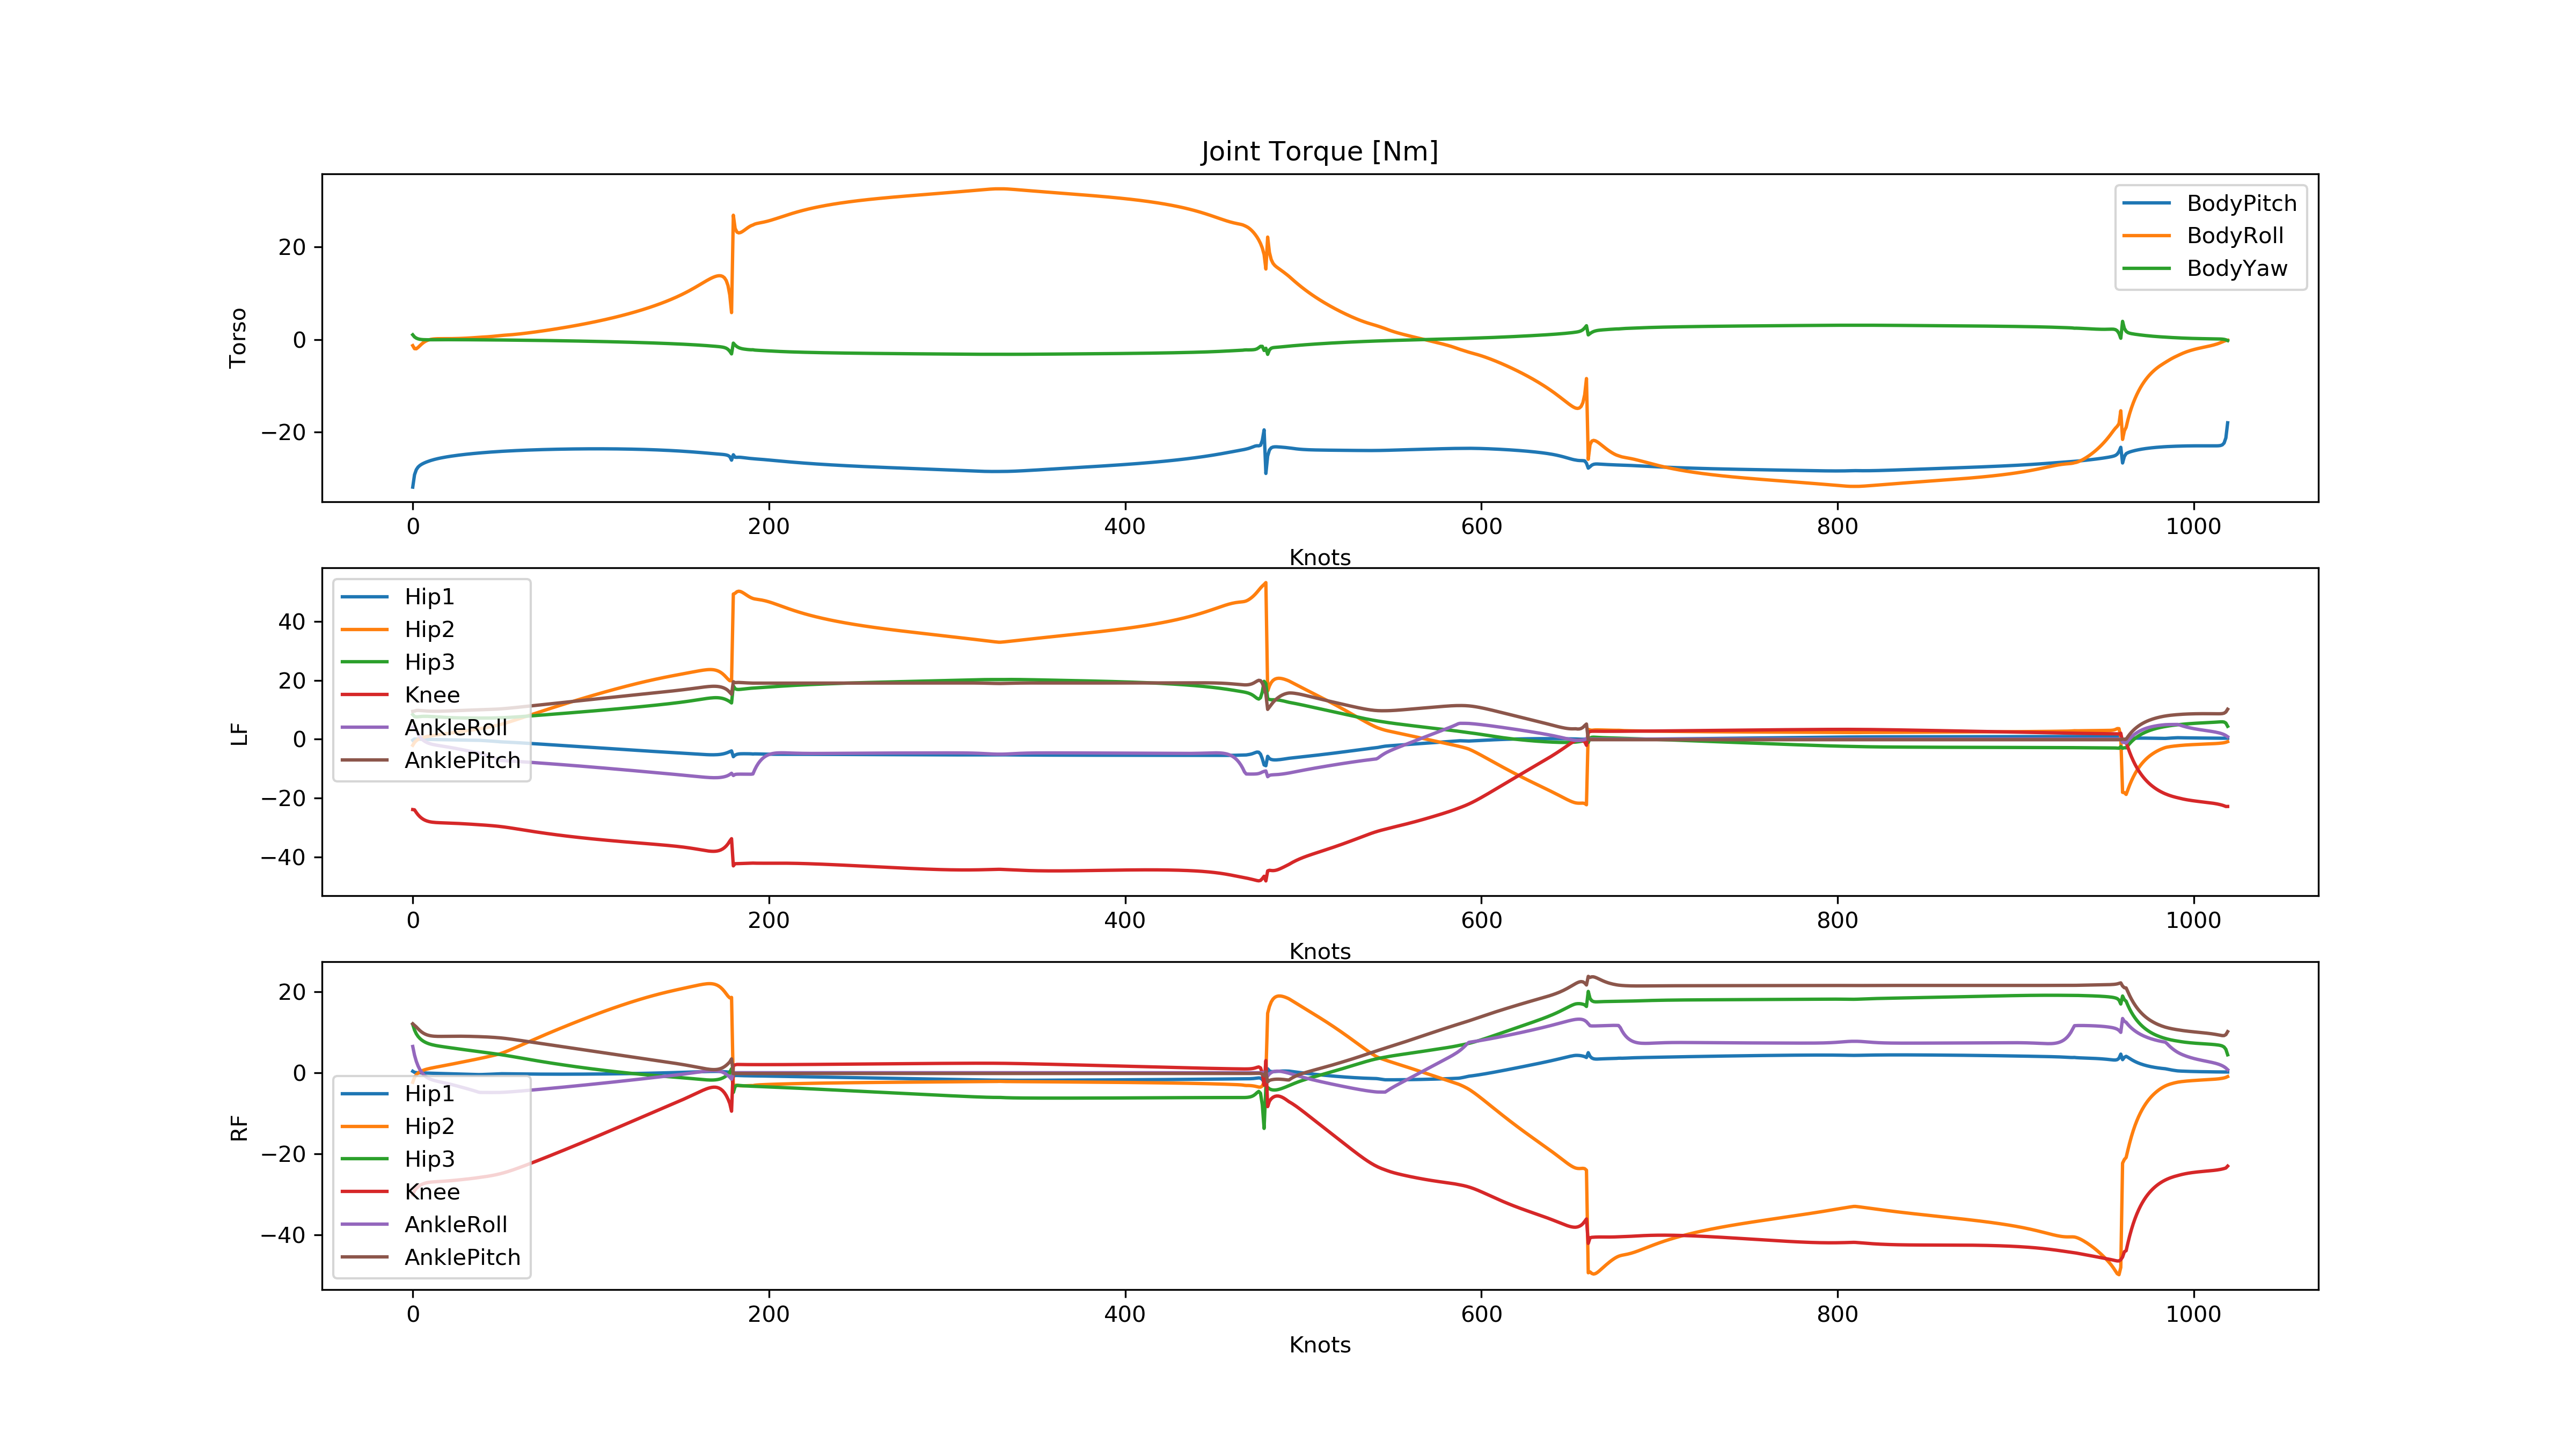 Joint Torque [Nm]
Torso
20
0
−20
BodyPitch
BodyRoll
BodyYaw
0 200 400 600 800 1000
Knots
LF
40
20
0
−20
−40
Hip1
Hip2
Hip3
Knee
AnkleRoll
AnklePitch
0 200 400 600 800 1000
Knots
RF
20
0
−20
−40
Hip1
Hip2
Hip3
Knee
AnkleRoll
AnklePitch
0 200 400 600 800 1000
Knots